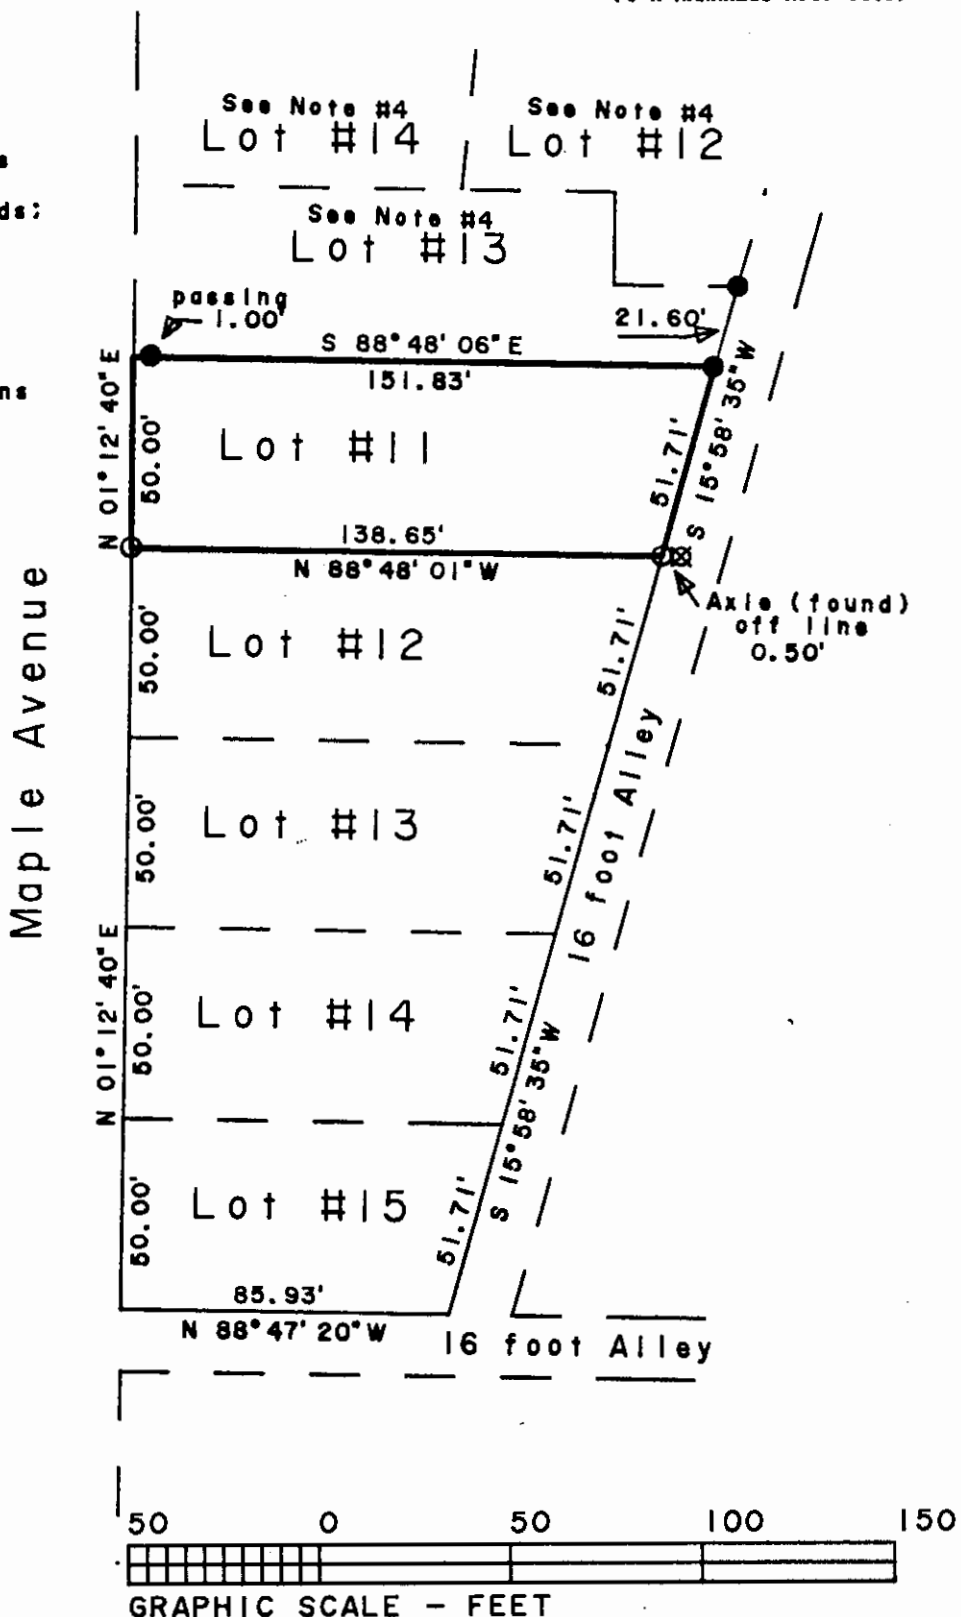 See Note #4
Lot #14
See Note #4
Lot #12
ds;
See Note #4
Lot #13
passing
1.00'
21.60'
S 88°48'06" E
151.83'
N 01°12'40" E
50.00'
Lot #11
51.71'
S 15°58'35" W
138.65'
N 88°48'01" W
Axle (found)
off line
0.50'
Maple Avenue
50.00'
Lot #12
51.71'
50.00'
Lot #13
51.71'
16 foot Alley
N 01°12'40" E
50.00'
Lot #14
51.71'
S 15°58'35" W
50.00'
Lot #15
51.71'
85.93'
N 88°47'20" W
16 foot Alley
50 0 50 100 150
GRAPHIC SCALE - FEET